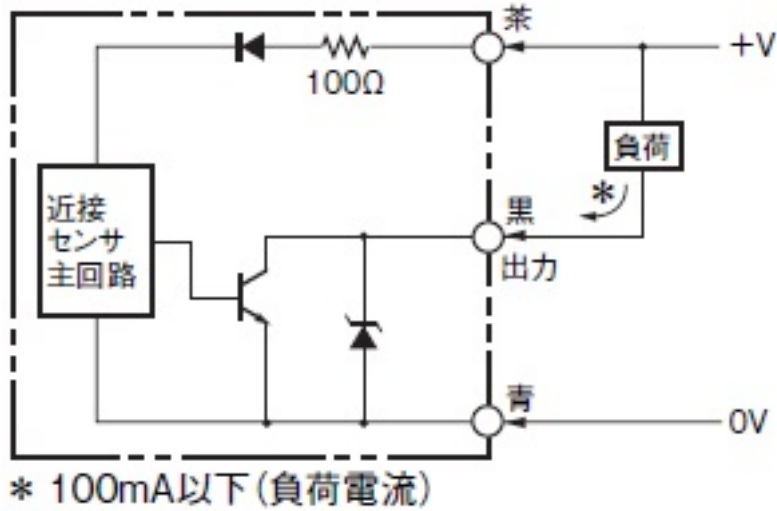 茶
+V
100Ω
負荷
*
近接
センサ
主回路
黒
出力
青
0V
* 100mA以下(負荷電流)